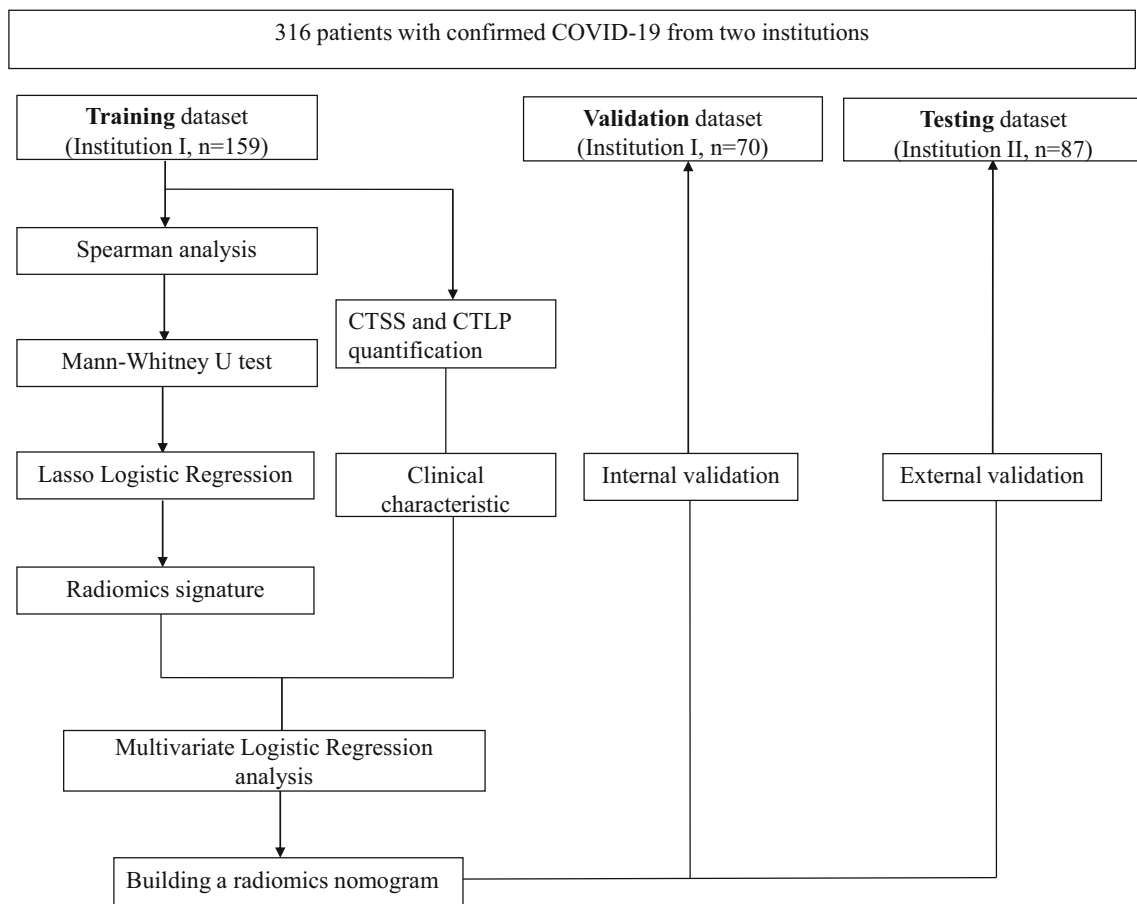 316 patients with confirmed COVID-19 from two institutions
Training dataset
(Institution I, n=159)
Validation dataset
(Institution I, n=70)
Testing dataset
(Institution II, n=87)
Spearman analysis
CTSS and CTLP
quantification
Mann-Whitney U test
Lasso Logistic Regression
Clinical
characteristic
Internal validation
External validation
Radiomics signature
Multivariate Logistic Regression
analysis
Building a radiomics nomogram